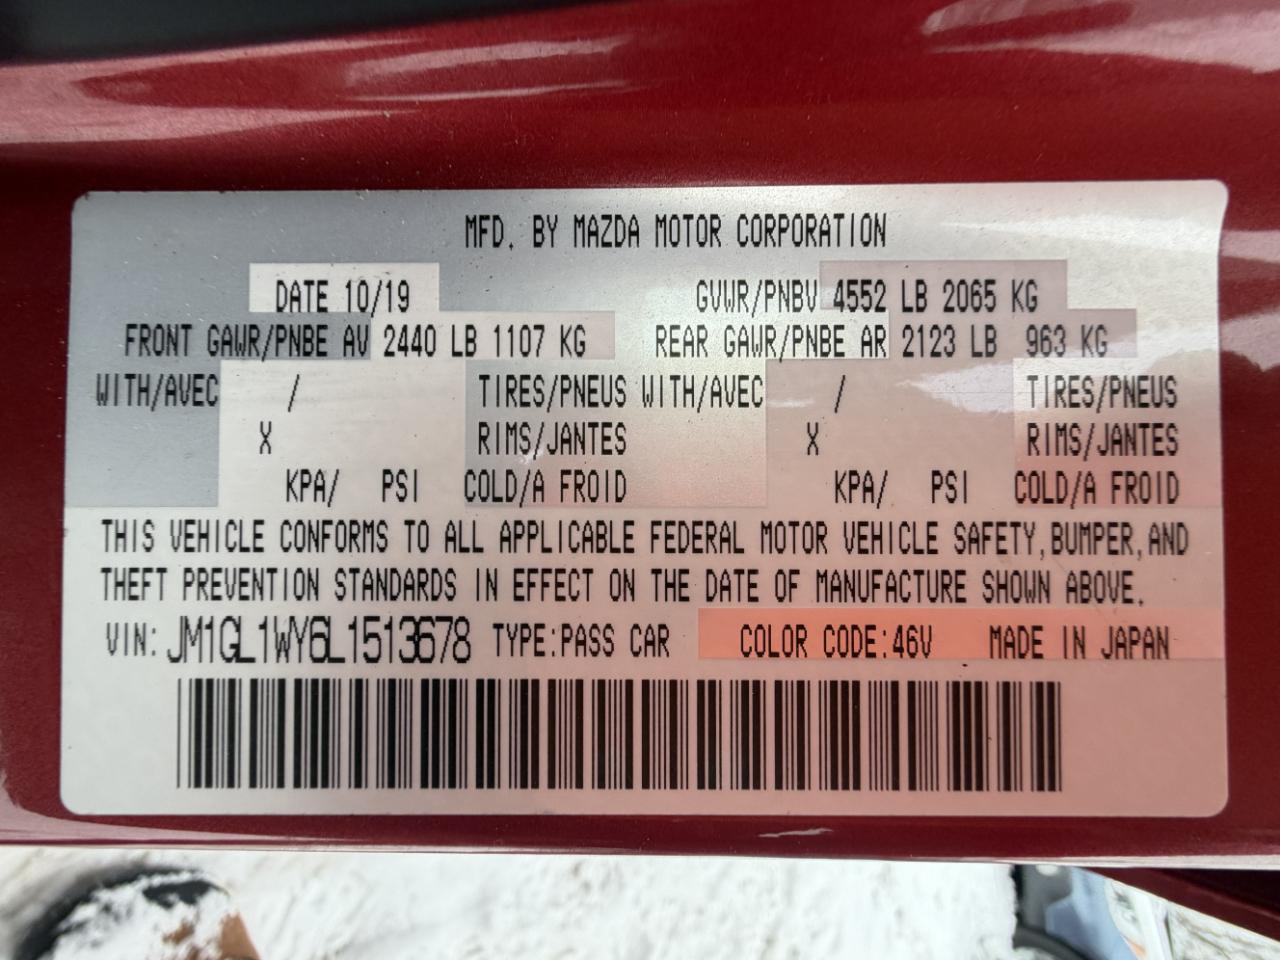 MFD. BY MAZDA MOTOR CORPORATION
DATE 10/19 GVWR/PNBV 4552 LB 2065 KG
FRONT GAWR/PNBE AV 2440 LB 1107 KG REAR GAWR/PNBE AR 2123 LB 963 KG
WITH/AVEC / TIRES/PNEUS WITH/AVEC / TIRES/PNEUS
X RIMS/JANTES X RIMS/JANTES
KPA/ PSI COLD/A FROID KPA/ PSI COLD/A FROID
THIS VEHICLE CONFORMS TO ALL APPLICABLE FEDERAL MOTOR VEHICLE SAFETY, BUMPER, AND
THEFT PREVENTION STANDARDS IN EFFECT ON THE DATE OF MANUFACTURE SHOWN ABOVE.
VIN: JM1GL1WY6L1513678 TYPE:PASS CAR COLOR CODE:46V MADE IN JAPAN